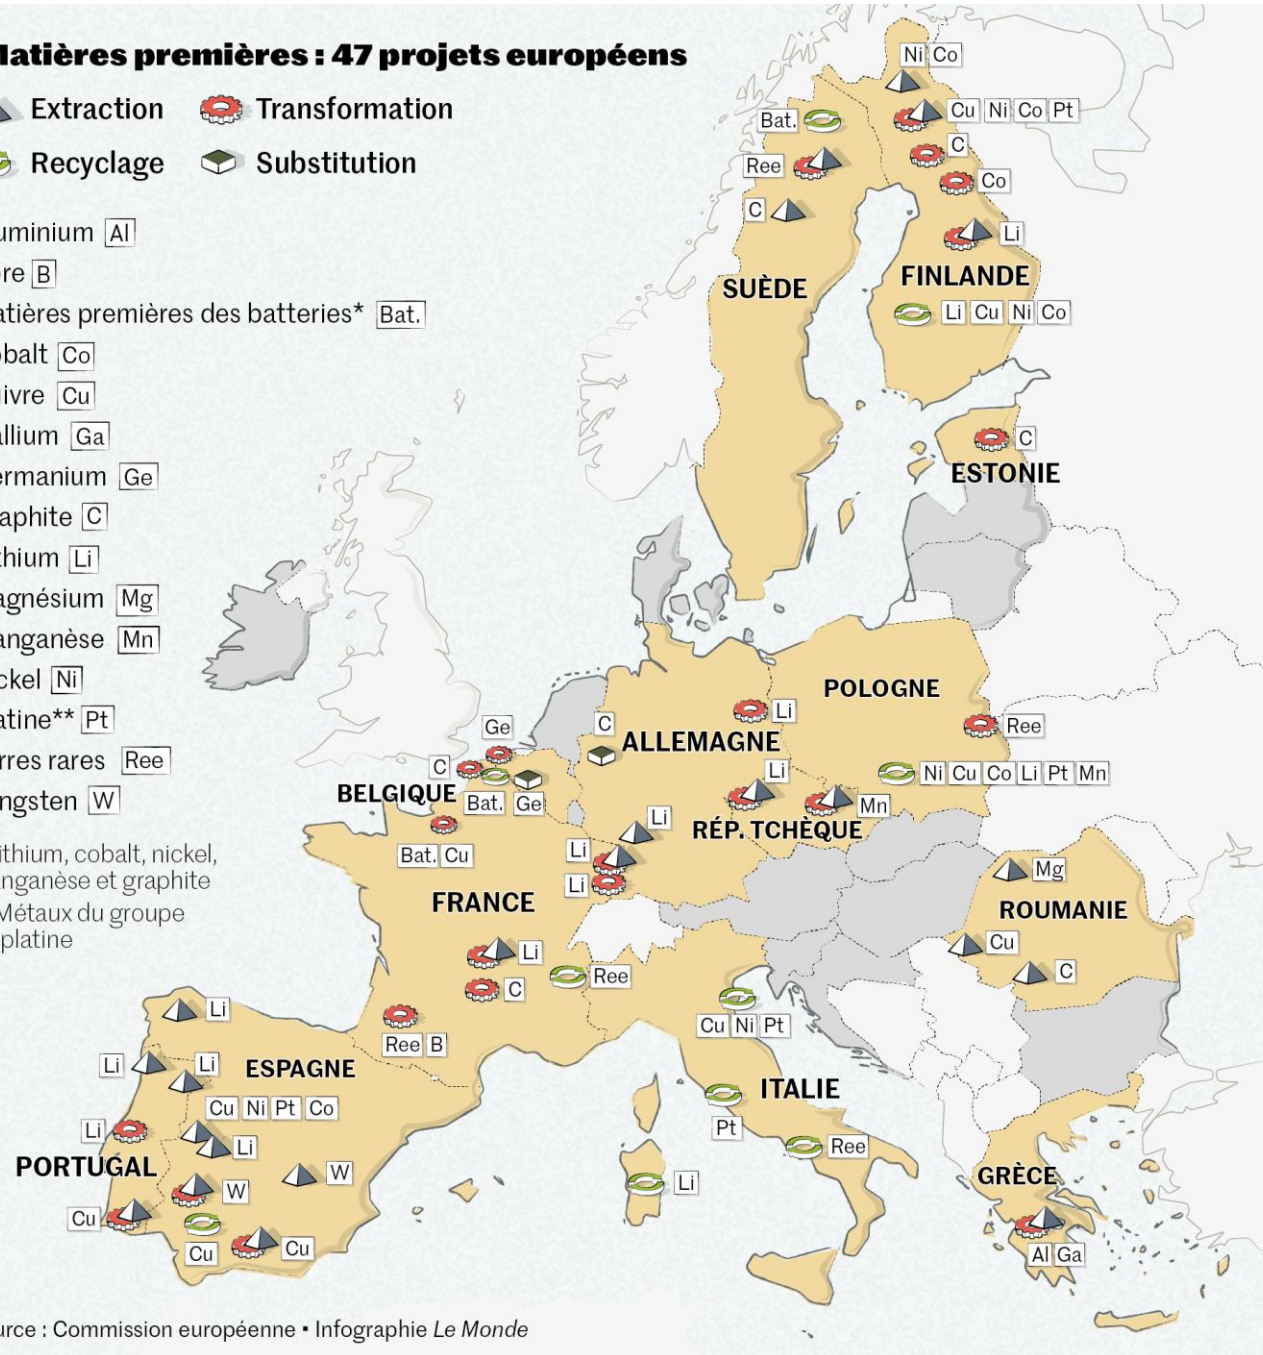 Matières premières : 47 projets européens
Extraction
Transformation
Recyclage
Substitution
uminium Al
re B
atières premières des batteries* Bat.
balt Co
ivre Cu
allium Ga
ermanium Ge
aphite C
hium Li
agnésium Mg
anganèse Mn
ckel Ni
atine** Pt
rres rares Ree
ngsten W
ithium, cobalt, nickel,
nganèse et graphite
Métaux du groupe
platine
Ni Co
Cu Ni Co Pt
Bat.
C
Ree
Co
C
Li
SUÈDE
FINLANDE
Li Cu Ni Co
C
ESTONIE
POLOGNE
Li
Ree
Ge
C
ALLEMAGNE
C
Li
Ni Cu Co Li Pt Mn
BELGIQUE
Bat. Ge
Mn
Li
RÉP. TCHÈQUE
Bat. Cu
Li
Li
Mg
FRANCE
ROUMANIE
Cu
Li
Ree
C
C
Li
Cu Ni Pt
Ree B
Li
Li
ESPAGNE
ITALIE
Cu Ni Pt Co
Li
Pt
Li
Ree
PORTUGAL
W
GRÈCE
Li
W
Cu
Cu
Cu
Al Ga
urce : Commission européenne • Infographie Le Monde